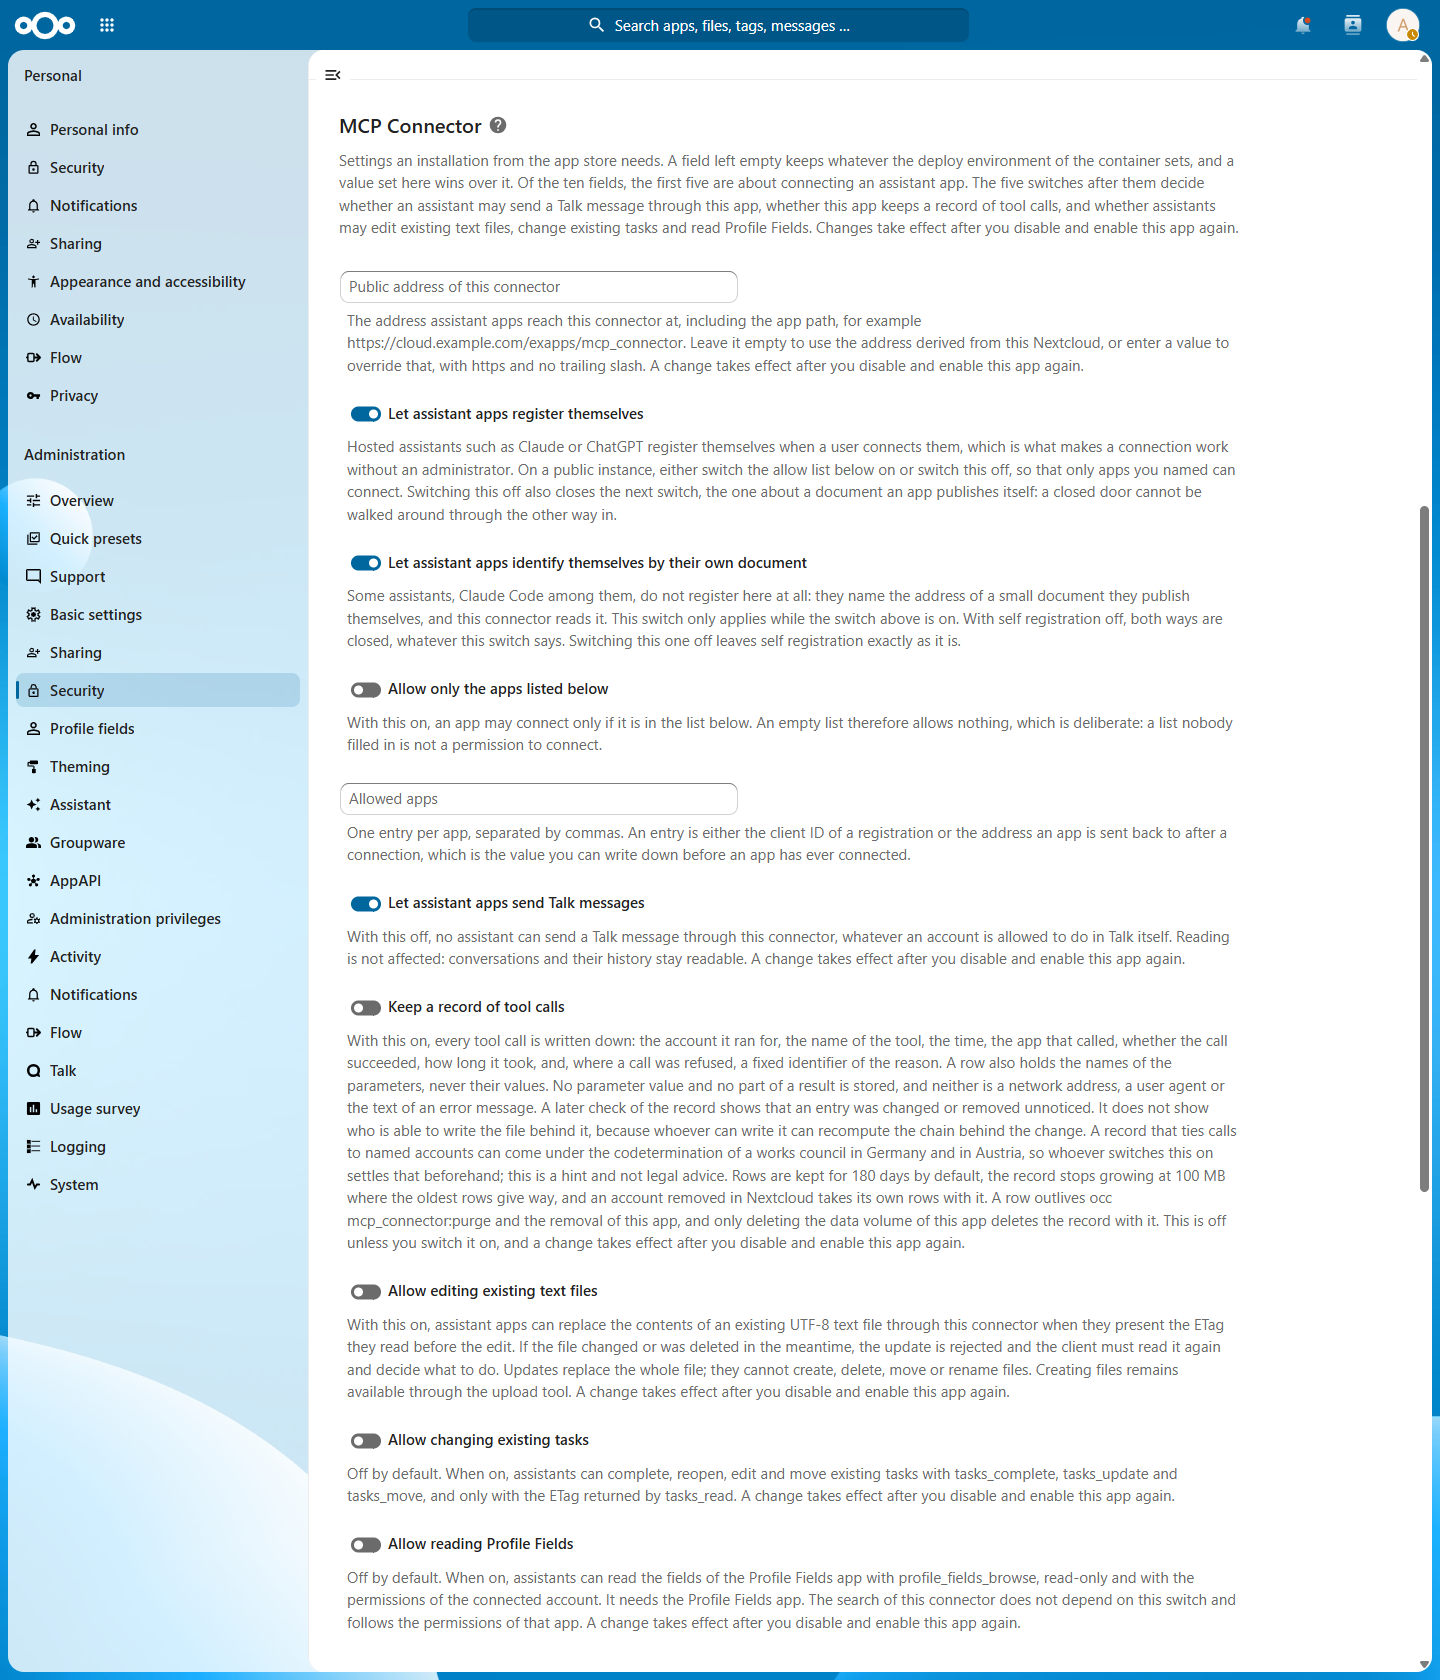 Search apps, files, tags, messages ...
A
Personal
Personal info
Security
Notifications
Sharing
Appearance and accessibility
Availability
Flow
Privacy
Administration
Overview
Quick presets
Support
Basic settings
Sharing
Security
Profile fields
Theming
Assistant
Groupware
AppAPI
Administration privileges
Activity
Notifications
Flow
Talk
Usage survey
Logging
System
MCP Connector
Settings an installation from the app store needs. A field left empty keeps whatever the deploy environment of the container sets, and a
value set here wins over it. Of the ten fields, the first five are about connecting an assistant app. The five switches after them decide
whether an assistant may send a Talk message through this app, whether this app keeps a record of tool calls, and whether assistants
may edit existing text files, change existing tasks and read Profile Fields. Changes take effect after you disable and enable this app again.
Public address of this connector
The address assistant apps reach this connector at, including the app path, for example
https://cloud.example.com/exapps/mcp_connector. Leave it empty to use the address derived from this Nextcloud, or enter a value to
override that, with https and no trailing slash. A change takes effect after you disable and enable this app again.
Let assistant apps register themselves
Hosted assistants such as Claude or ChatGPT register themselves when a user connects them, which is what makes a connection work
without an administrator. On a public instance, either switch the allow list below on or switch this off, so that only apps you named can
connect. Switching this off also closes the next switch, the one about a document an app publishes itself: a closed door cannot be
walked around through the other way in.
Let assistant apps identify themselves by their own document
Some assistants, Claude Code among them, do not register here at all: they name the address of a small document they publish
themselves, and this connector reads it. This switch only applies while the switch above is on. With self registration off, both ways are
closed, whatever this switch says. Switching this one off leaves self registration exactly as it is.
Allow only the apps listed below
With this on, an app may connect only if it is in the list below. An empty list therefore allows nothing, which is deliberate: a list nobody
filled in is not a permission to connect.
Allowed apps
One entry per app, separated by commas. An entry is either the client ID of a registration or the address an app is sent back to after a
connection, which is the value you can write down before an app has ever connected.
Let assistant apps send Talk messages
With this off, no assistant can send a Talk message through this connector, whatever an account is allowed to do in Talk itself. Reading
is not affected: conversations and their history stay readable. A change takes effect after you disable and enable this app again.
Keep a record of tool calls
With this on, every tool call is written down: the account it ran for, the name of the tool, the time, the app that called, whether the call
succeeded, how long it took, and, where a call was refused, a fixed identifier of the reason. A row also holds the names of the
parameters, never their values. No parameter value and no part of a result is stored, and neither is a network address, a user agent or
the text of an error message. A later check of the record shows that an entry was changed or removed unnoticed. It does not show
who is able to write the file behind it, because whoever can write it can recompute the chain behind the change. A record that ties calls
to named accounts can come under the codetermination of a works council in Germany and in Austria, so whoever switches this on
settles that beforehand; this is a hint and not legal advice. Rows are kept for 180 days by default, the record stops growing at 100 MB
where the oldest rows give way, and an account removed in Nextcloud takes its own rows with it. A row outlives occ
mcp_connector:purge and the removal of this app, and only deleting the data volume of this app deletes the record with it. This is off
unless you switch it on, and a change takes effect after you disable and enable this app again.
Allow editing existing text files
With this on, assistant apps can replace the contents of an existing UTF-8 text file through this connector when they present the ETag
they read before the edit. If the file changed or was deleted in the meantime, the update is rejected and the client must read it again
and decide what to do. Updates replace the whole file; they cannot create, delete, move or rename files. Creating files remains
available through the upload tool. A change takes effect after you disable and enable this app again.
Allow changing existing tasks
Off by default. When on, assistants can complete, reopen, edit and move existing tasks with tasks_complete, tasks_update and
tasks_move, and only with the ETag returned by tasks_read. A change takes effect after you disable and enable this app again.
Allow reading Profile Fields
Off by default. When on, assistants can read the fields of the Profile Fields app with profile_fields_browse, read-only and with the
permissions of the connected account. It needs the Profile Fields app. The search of this connector does not depend on this switch and
follows the permissions of that app. A change takes effect after you disable and enable this app again.